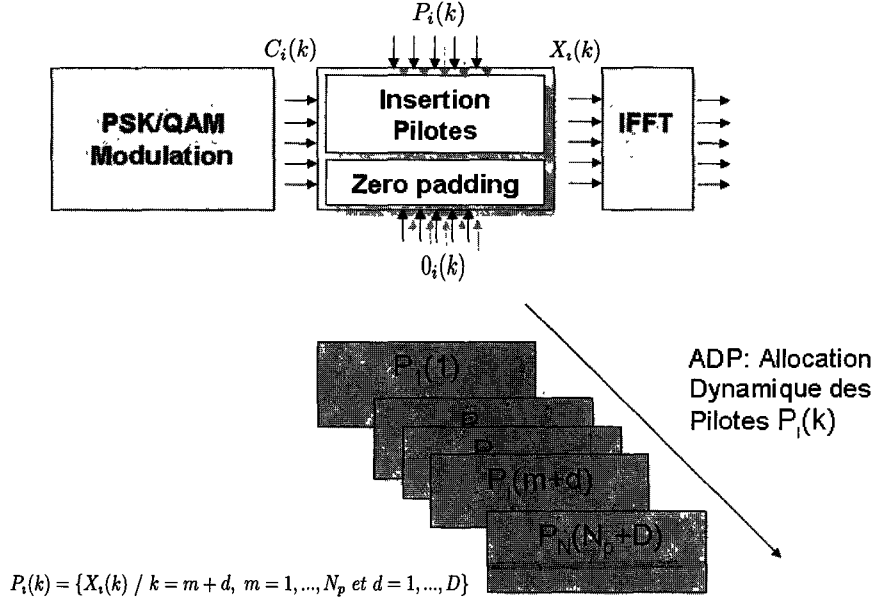 P_i(k)
C_i(k)
X_i(k)
PSK/QAM
Modulation
Insertion
Pilotes
Zero padding
IFFT
0_i(k)
P_1(1)
P
P
P_i(m+d)
P_N(N_p+D)
ADP: Allocation
Dynamique des
Pilotes P_i(k)
P_i(k) = {X_i(k) / k = m + d, m = 1, ..., N_p et d = 1, ..., D}